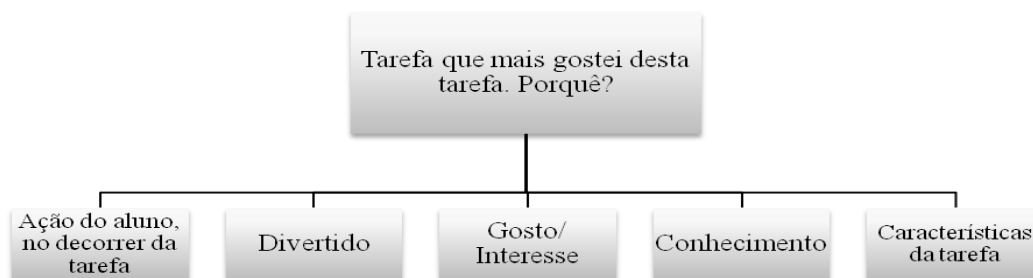 Tarefa que mais gostei desta
tarefa. Porquê?
Ação do aluno,
no decorrer da
tarefa
Divertido
Gosto/
Interesse
Conhecimento
Características
da tarefa